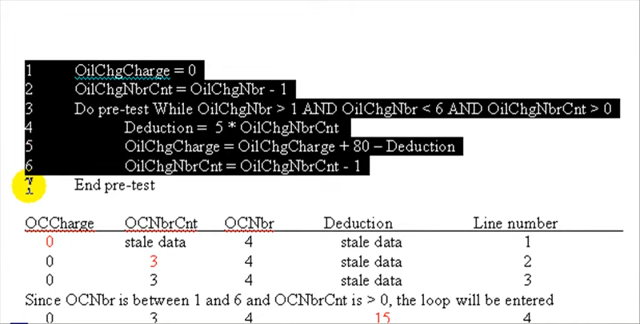 1 OilChgCharge = 0
2 OilChgNbrCnt = OilChgNbr - 1
3 Do pre-test While OilChgNbr > 1 AND OilChgNbr < 6 AND OilChgNbrCnt > 0
4 Deduction = 5 * OilChgNbrCnt
5 OilChgCharge = OilChgCharge + 80 – Deduction
6 OilChgNbrCnt = OilChgNbrCnt - 1
7 End pre-test
OCCharge OCNbrCnt OCNbr Deduction Line number
0 stale data 4 stale data 1
0 3 4 stale data 2
0 3 4 stale data 3
Since OCNbr is between 1 and 6 and OCNbrCnt is > 0, the loop will be entered
0 3 4 15 4